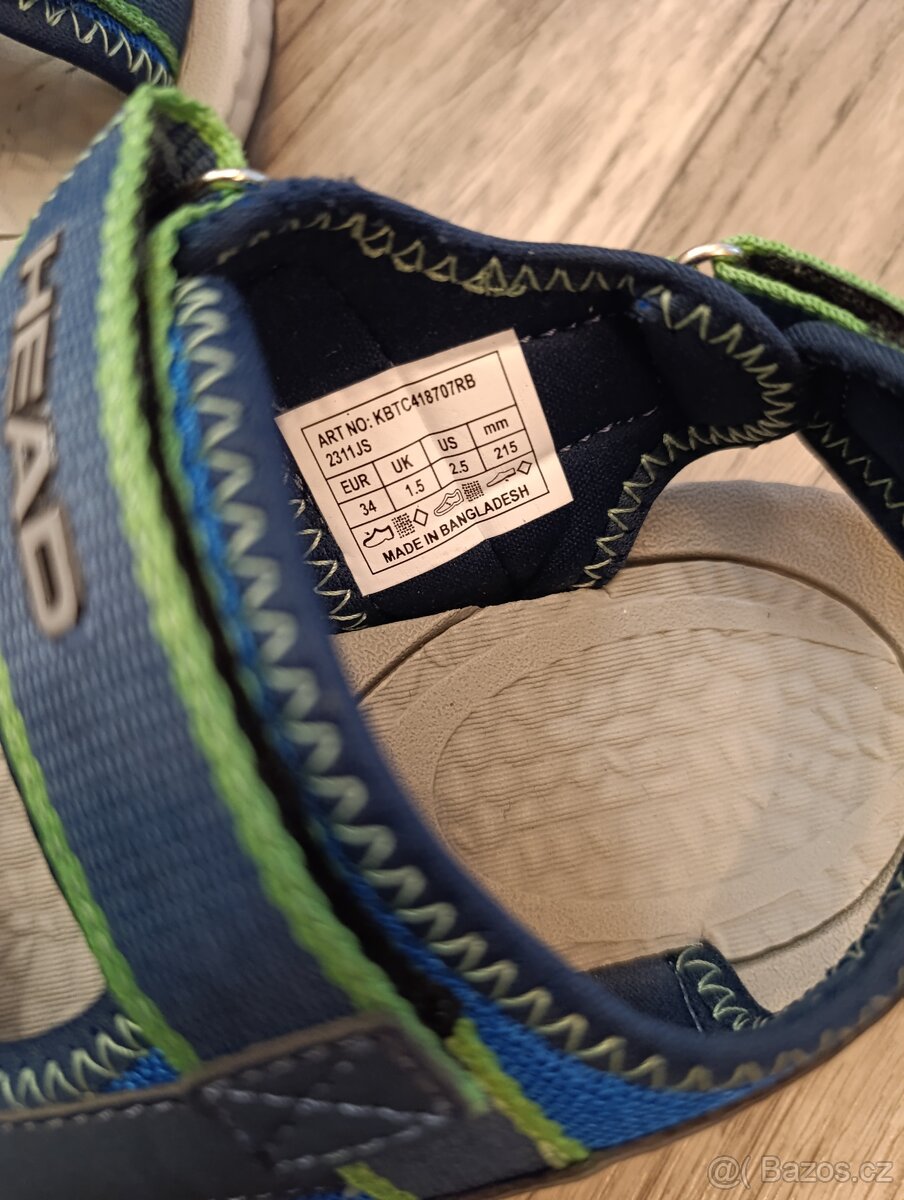 HEAD
ART NO: KBTC418707RB
2311JS
EUR UK US mm
34 1.5 2.5 215
MADE IN BANGLADESH
@( Bazos.cz